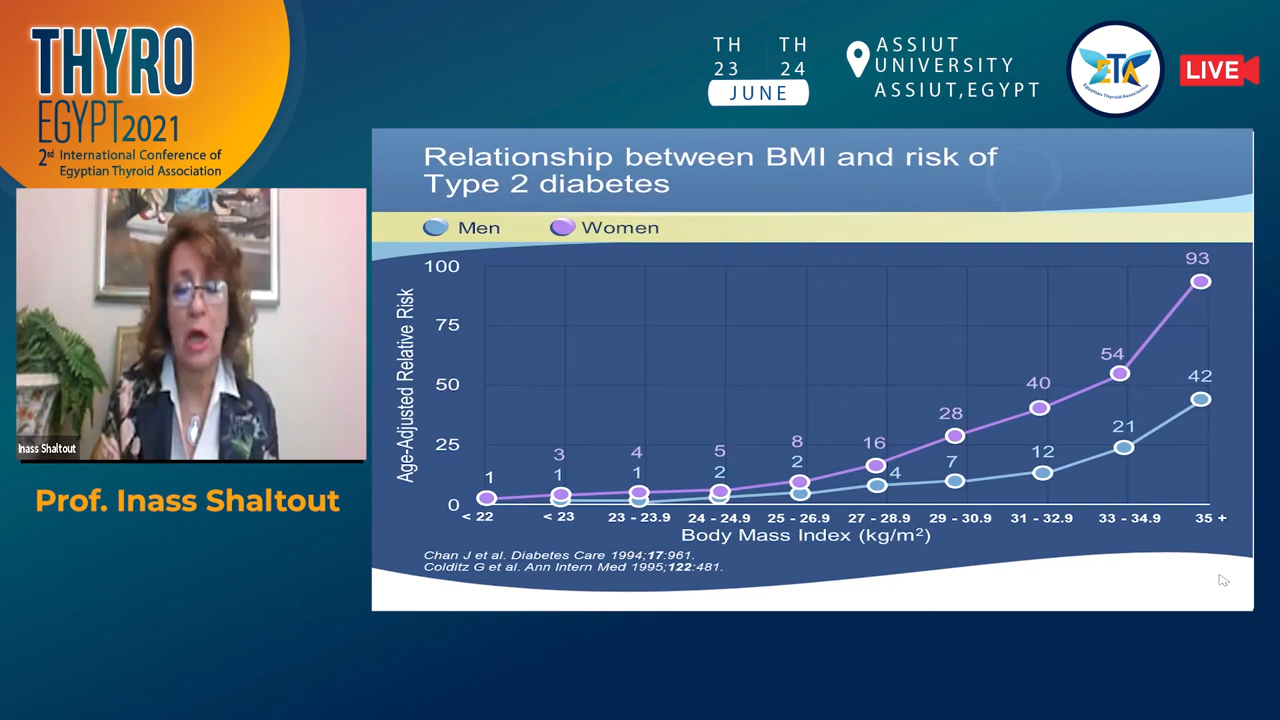 THYRO
EGYPT2021
2nd International Conference of
Egyptian Thyroid Association
TH TH
23 24
JUNE
ASSIUT
UNIVERSITY
ASSIUT,EGYPT
ETA
Egyptian Thyroid Association
LIVE
Inass Shaltout
Prof. Inass Shaltout
Relationship between BMI and risk of
Type 2 diabetes
Men Women
Age-Adjusted Relative Risk
100
75
50
25
0
1 3 4 5 8 16 28 40 54 93
1 1 2 2 4 7 12 21 42
< 22 < 23 23 - 23.9 24 - 24.9 25 - 26.9 27 - 28.9 29 - 30.9 31 - 32.9 33 - 34.9 35 +
Body Mass Index (kg/m²)
Chan J et al. Diabetes Care 1994;17:961.
Colditz G et al. Ann Intern Med 1995;122:481.